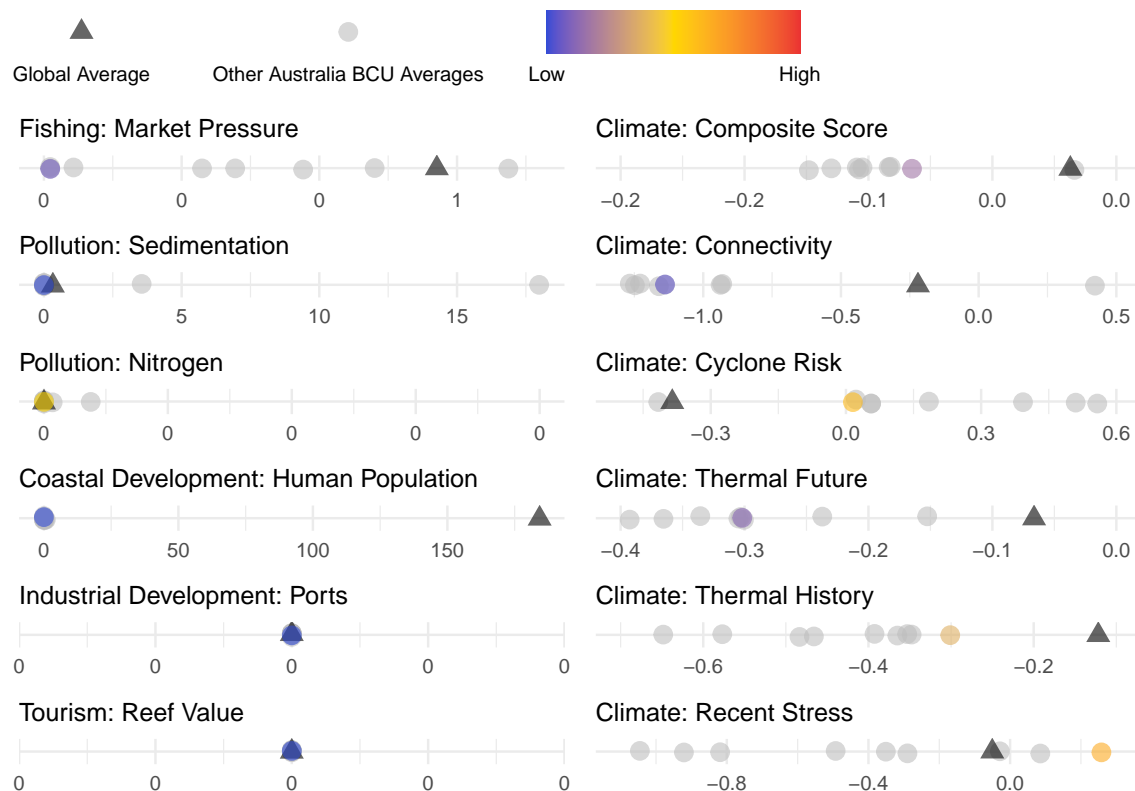 Global Average
Other Australia BCU Averages
Low
High
Fishing: Market Pressure
0 0 0 1
Pollution: Sedimentation
0 5 10 15
Pollution: Nitrogen
0 0 0 0 0
Coastal Development: Human Population
0 50 100 150
Industrial Development: Ports
0 0 0 0 0
Tourism: Reef Value
0 0 0 0 0
Climate: Composite Score
−0.2 −0.2 −0.1 0.0 0.0
Climate: Connectivity
−1.0 −0.5 0.0 0.5
Climate: Cyclone Risk
−0.3 0.0 0.3 0.6
Climate: Thermal Future
−0.4 −0.3 −0.2 −0.1 0.0
Climate: Thermal History
−0.6 −0.4 −0.2
Climate: Recent Stress
−0.8 −0.4 0.0